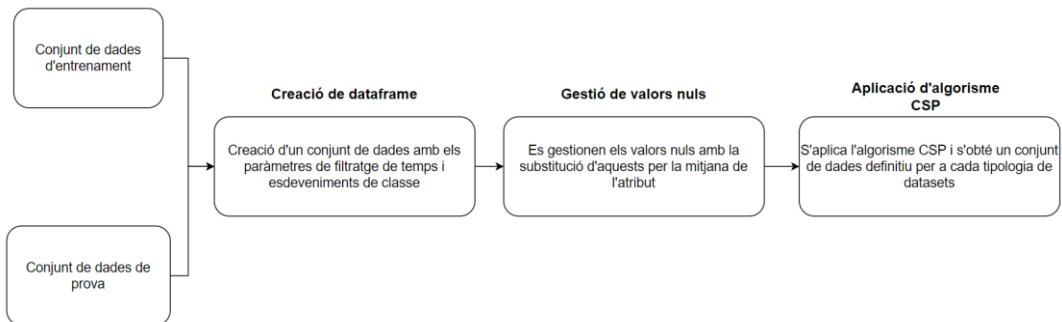 Conjunt de dades
d'entrenament
Creació de dataframe
Creació d'un conjunt de dades amb els
paràmetres de filtratge de temps i
esdeveniments de classe
Gestió de valors nuls
Es gestionen els valors nuls amb la
substitució d'aquests per la mitjana de
l'atribut
Aplicació d'algorisme
CSP
S'aplica l'algorisme CSP i s'obté un conjunt
de dades definitiu per a cada tipologia de
datasets
Conjunt de dades de
prova